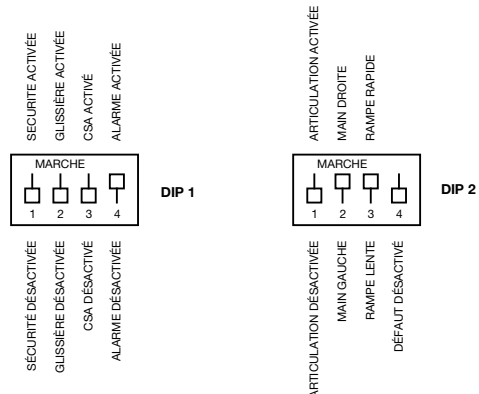 SECURITE ACTIVÉE
GLISSIÈRE ACTIVÉE
CSA ACTIVÉ
ALARME ACTIVÉE
MARCHE
1 2 3 4
DIP 1
SÉCURITÉ DÉSACTIVÉE
GLISSIÈRE DÉSACTIVÉE
CSA DÉSACTIVÉ
ALARME DÉSACTIVÉE
ARTICULATION ACTIVÉE
MAIN DROITE
RAMPE RAPIDE
MARCHE
1 2 3 4
DIP 2
ARTICULATION DÉSACTIVÉE
MAIN GAUCHE
RAMPE LENTE
DÉFAUT DÉSACTIVÉ